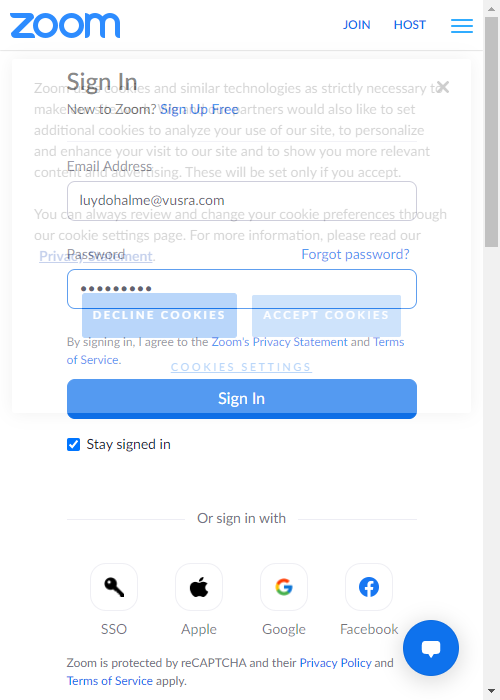 zoom
JOIN
HOST
Sign In
New to Zoom? Sign Up Free
Zoom uses cookies and similar technologies as strictly necessary to
make our site work. We and our partners would also like to set
additional cookies to analyze your use of our site, to personalize
and enhance your visit to our site and to show you more relevant
content and advertising. These will be set only if you accept.
You can always review and change your cookie preferences through
our cookie settings page. For more information, please read our
Privacy Statement.
DECLINE COOKIES
ACCEPT COOKIES
COOKIES SETTINGS
Email Address
luydohalme@vusra.com
Password
Forgot password?
By signing in, I agree to the Zoom's Privacy Statement and Terms
of Service.
Sign In
Stay signed in
Or sign in with
SSO
Apple
Google
Facebook
Zoom is protected by reCAPTCHA and their Privacy Policy and
Terms of Service apply.